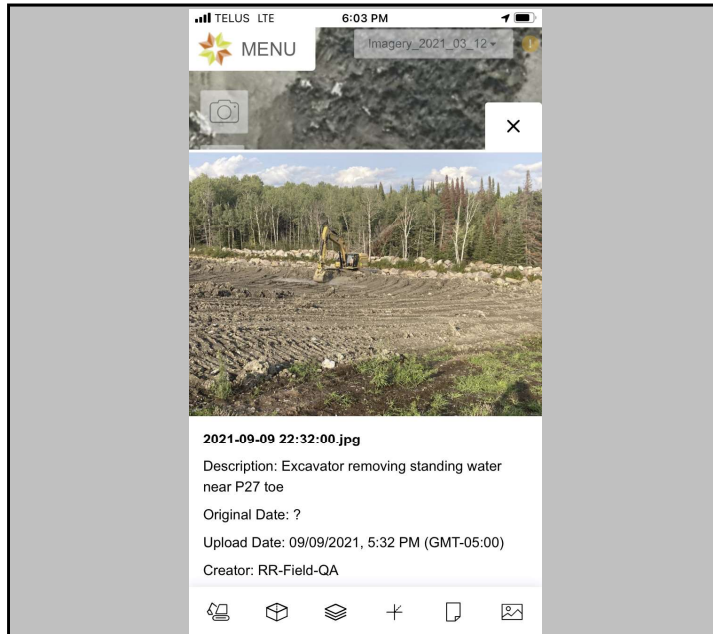 TELUS LTE 6:03 PM
MENU
Imagery_2021_03_12
!
2021-09-09 22:32:00.jpg
Description: Excavator removing standing water
near P27 toe
Original Date: ?
Upload Date: 09/09/2021, 5:32 PM (GMT-05:00)
Creator: RR-Field-QA